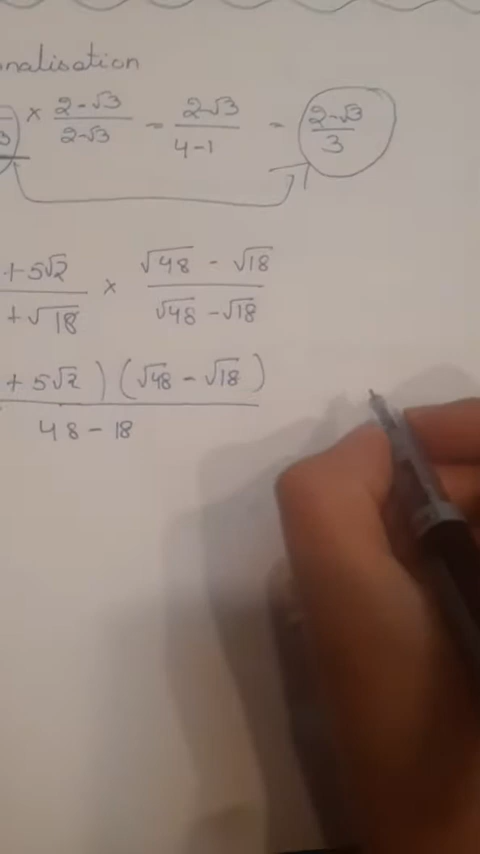 nalisation
3 × 2-√3 / 2-√3 = 2√3 / 4-1 = 2-√3 / 3
+5√2 / +√18 × √48 - √18 / √48 - √18
+ 5√2 ) (√48 - √18 ) / 48 - 18